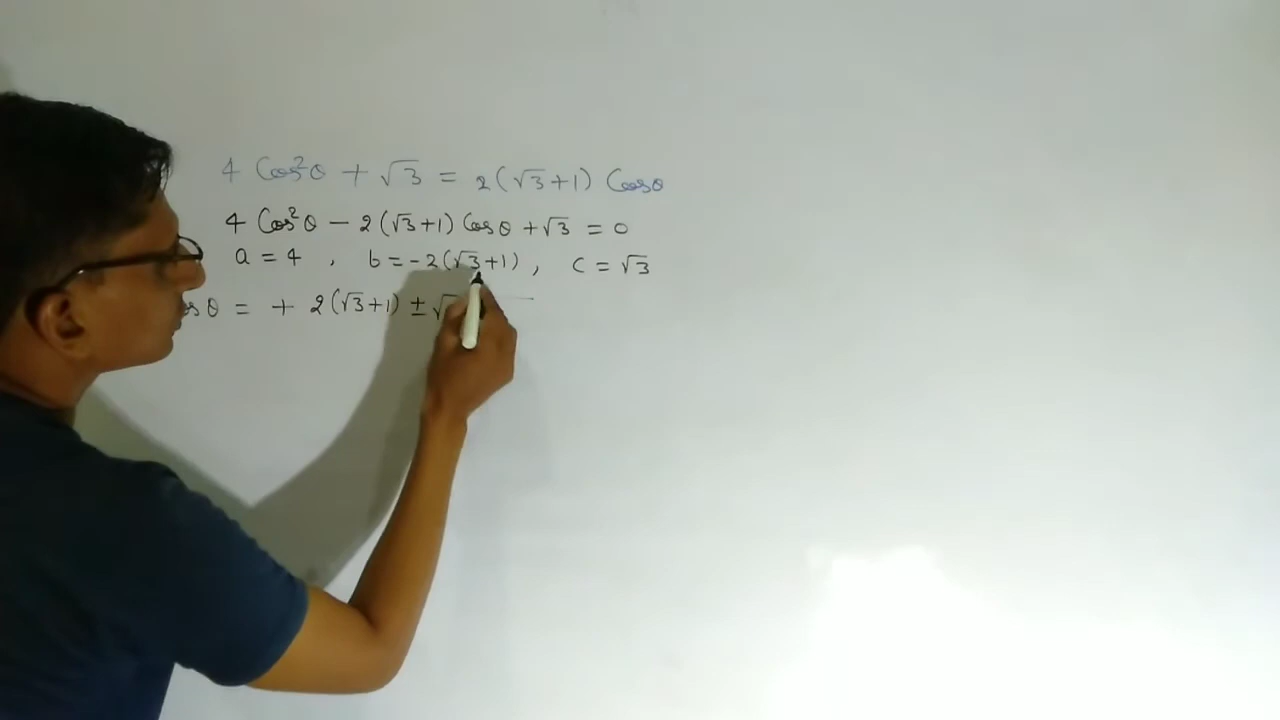 4 Cos²θ + √3 = 2(√3+1) Cosθ
4 Cos²θ − 2(√3+1) Cosθ + √3 = 0
a = 4 , b = −2(√3+1) , c = √3
θ = + 2(√3+1) ± √